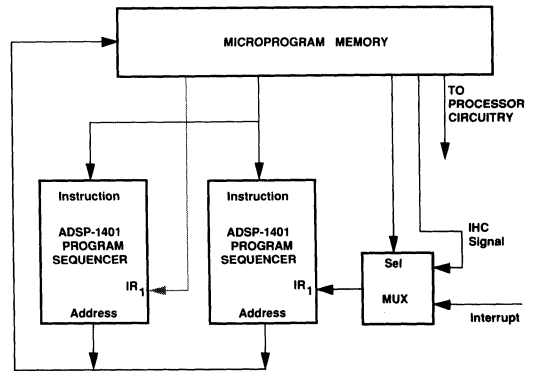 MICROPROGRAM MEMORY
TO
PROCESSOR
CIRCUITRY
Instruction
ADSP-1401
PROGRAM
SEQUENCER
IR1
Address
Instruction
ADSP-1401
PROGRAM
SEQUENCER
IR1
Address
IHC
Signal
Sel
MUX
Interrupt